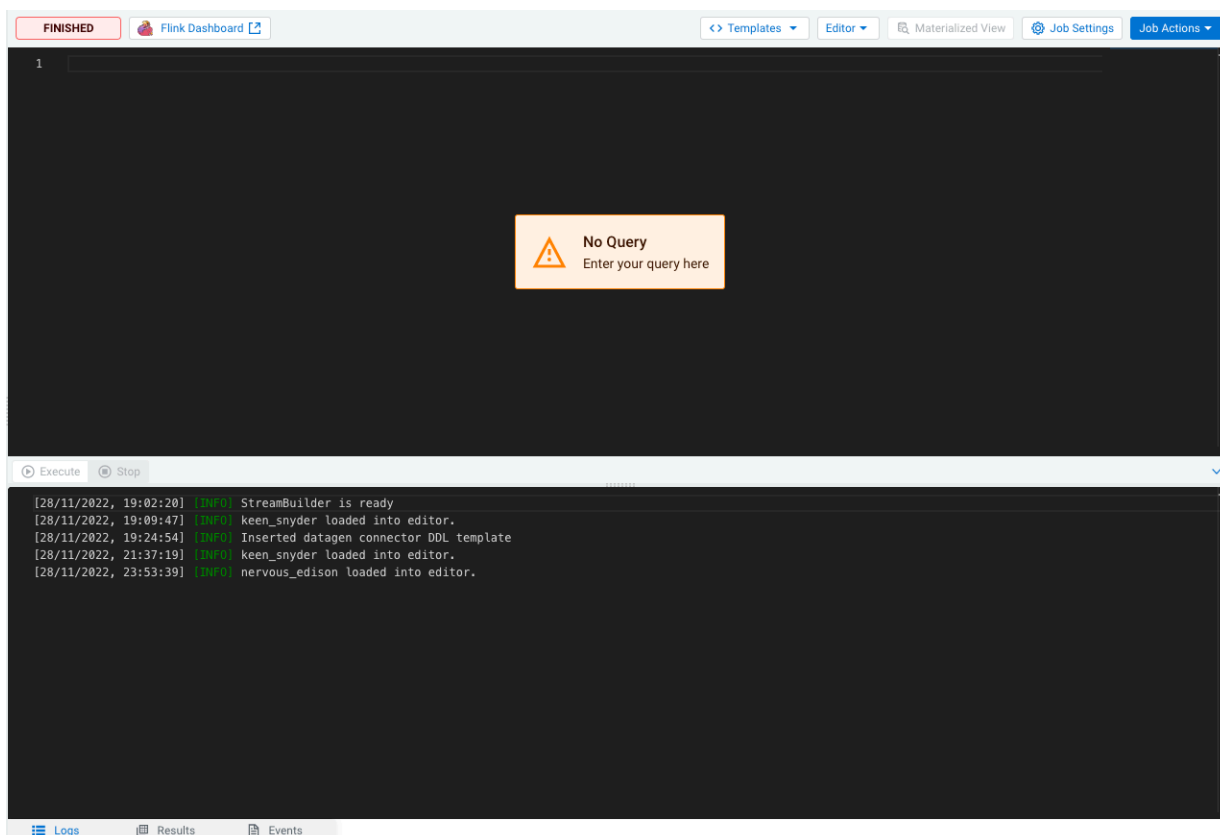 FINISHED Flink Dashboard <> Templates Editor Materialized View Job Settings Job Actions
1
No Query
Enter your query here
Execute Stop
[28/11/2022, 19:02:20] [INFO] StreamBuilder is ready
[28/11/2022, 19:09:47] [INFO] keen_snyder loaded into editor.
[28/11/2022, 19:24:54] [INFO] Inserted datagen connector DDL template
[28/11/2022, 21:37:19] [INFO] keen_snyder loaded into editor.
[28/11/2022, 23:53:39] [INFO] nervous_edison loaded into editor.
Logs Results Events